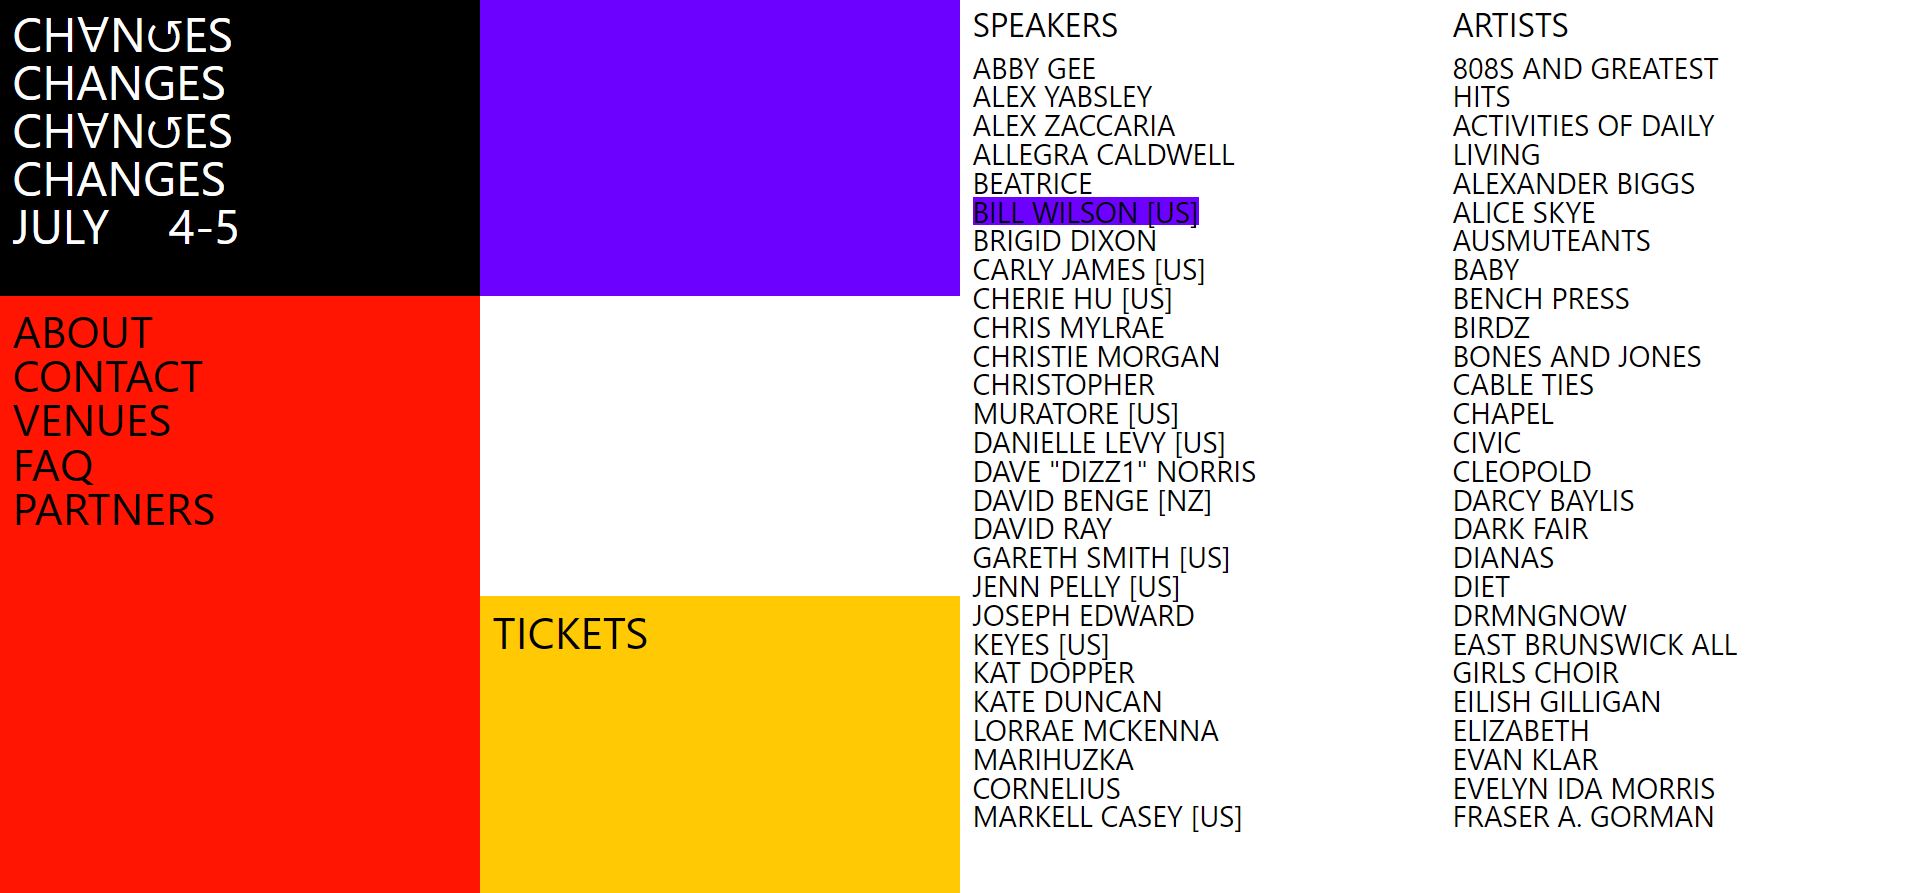 CH∀N↺ES
CHANGES
CH∀N↺ES
CHANGES
JULY 4-5
ABOUT
CONTACT
VENUES
FAQ
PARTNERS
TICKETS
SPEAKERS
ABBY GEE
ALEX YABSLEY
ALEX ZACCARIA
ALLEGRA CALDWELL
BEATRICE
BILL WILSON [US]
BRIGID DIXON
CARLY JAMES [US]
CHERIE HU [US]
CHRIS MYLRAE
CHRISTIE MORGAN
CHRISTOPHER
MURATORE [US]
DANIELLE LEVY [US]
DAVE "DIZZ1" NORRIS
DAVID BENGE [NZ]
DAVID RAY
GARETH SMITH [US]
JENN PELLY [US]
JOSEPH EDWARD
KEYES [US]
KAT DOPPER
KATE DUNCAN
LORRAE MCKENNA
MARIHUZKA
CORNELIUS
MARKELL CASEY [US]
ARTISTS
808S AND GREATEST
HITS
ACTIVITIES OF DAILY
LIVING
ALEXANDER BIGGS
ALICE SKYE
AUSMUTEANTS
BABY
BENCH PRESS
BIRDZ
BONES AND JONES
CABLE TIES
CHAPEL
CIVIC
CLEOPOLD
DARCY BAYLIS
DARK FAIR
DIANAS
DIET
DRMNGNOW
EAST BRUNSWICK ALL
GIRLS CHOIR
EILISH GILLIGAN
ELIZABETH
EVAN KLAR
EVELYN IDA MORRIS
FRASER A. GORMAN